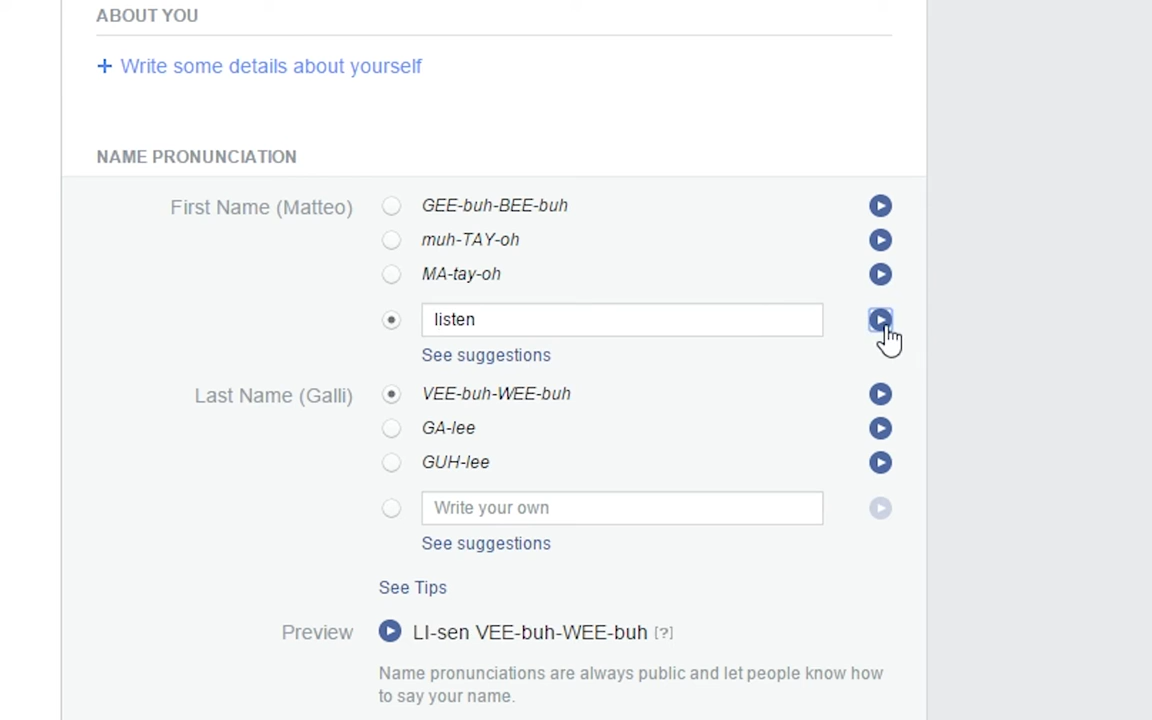 ABOUT YOU
+ Write some details about yourself
NAME PRONUNCIATION
First Name (Matteo)
GEE-buh-BEE-buh
muh-TAY-oh
MA-tay-oh
listen
See suggestions
Last Name (Galli)
VEE-buh-WEE-buh
GA-lee
GUH-lee
Write your own
See suggestions
See Tips
Preview LI-sen VEE-buh-WEE-buh [?]
Name pronunciations are always public and let people know how
to say your name.